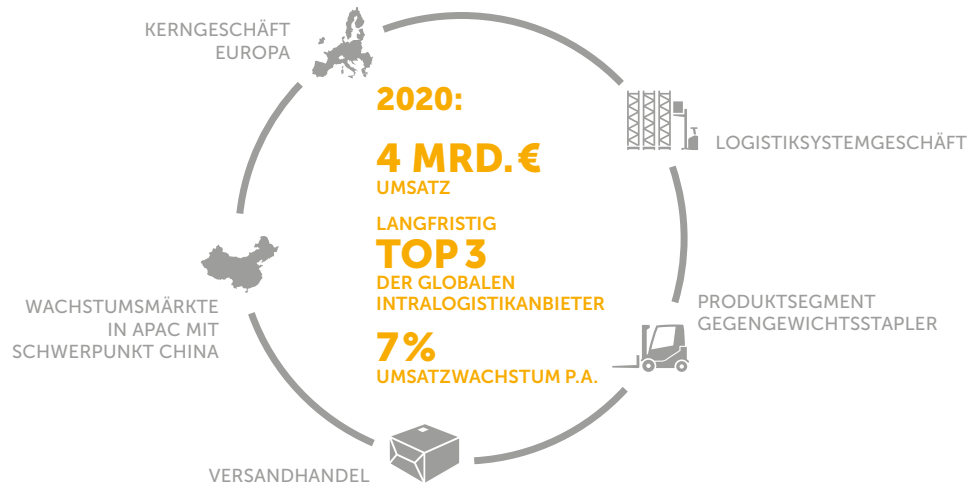 KERNGESCHÄFT
EUROPA
2020:
4 MRD. €
UMSATZ
LANGFRISTIG
TOP 3
DER GLOBALEN
INTRALOGISTIKANBIETER
7 %
UMSATZWACHSTUM P.A.
LOGISTIKSYSTEMGESCHÄFT
PRODUKTSEGMENT
GEGENGEWICHTSSTAPLER
VERSANDHANDEL
WACHSTUMSMÄRKTE
IN APAC MIT
SCHWERPUNKT CHINA